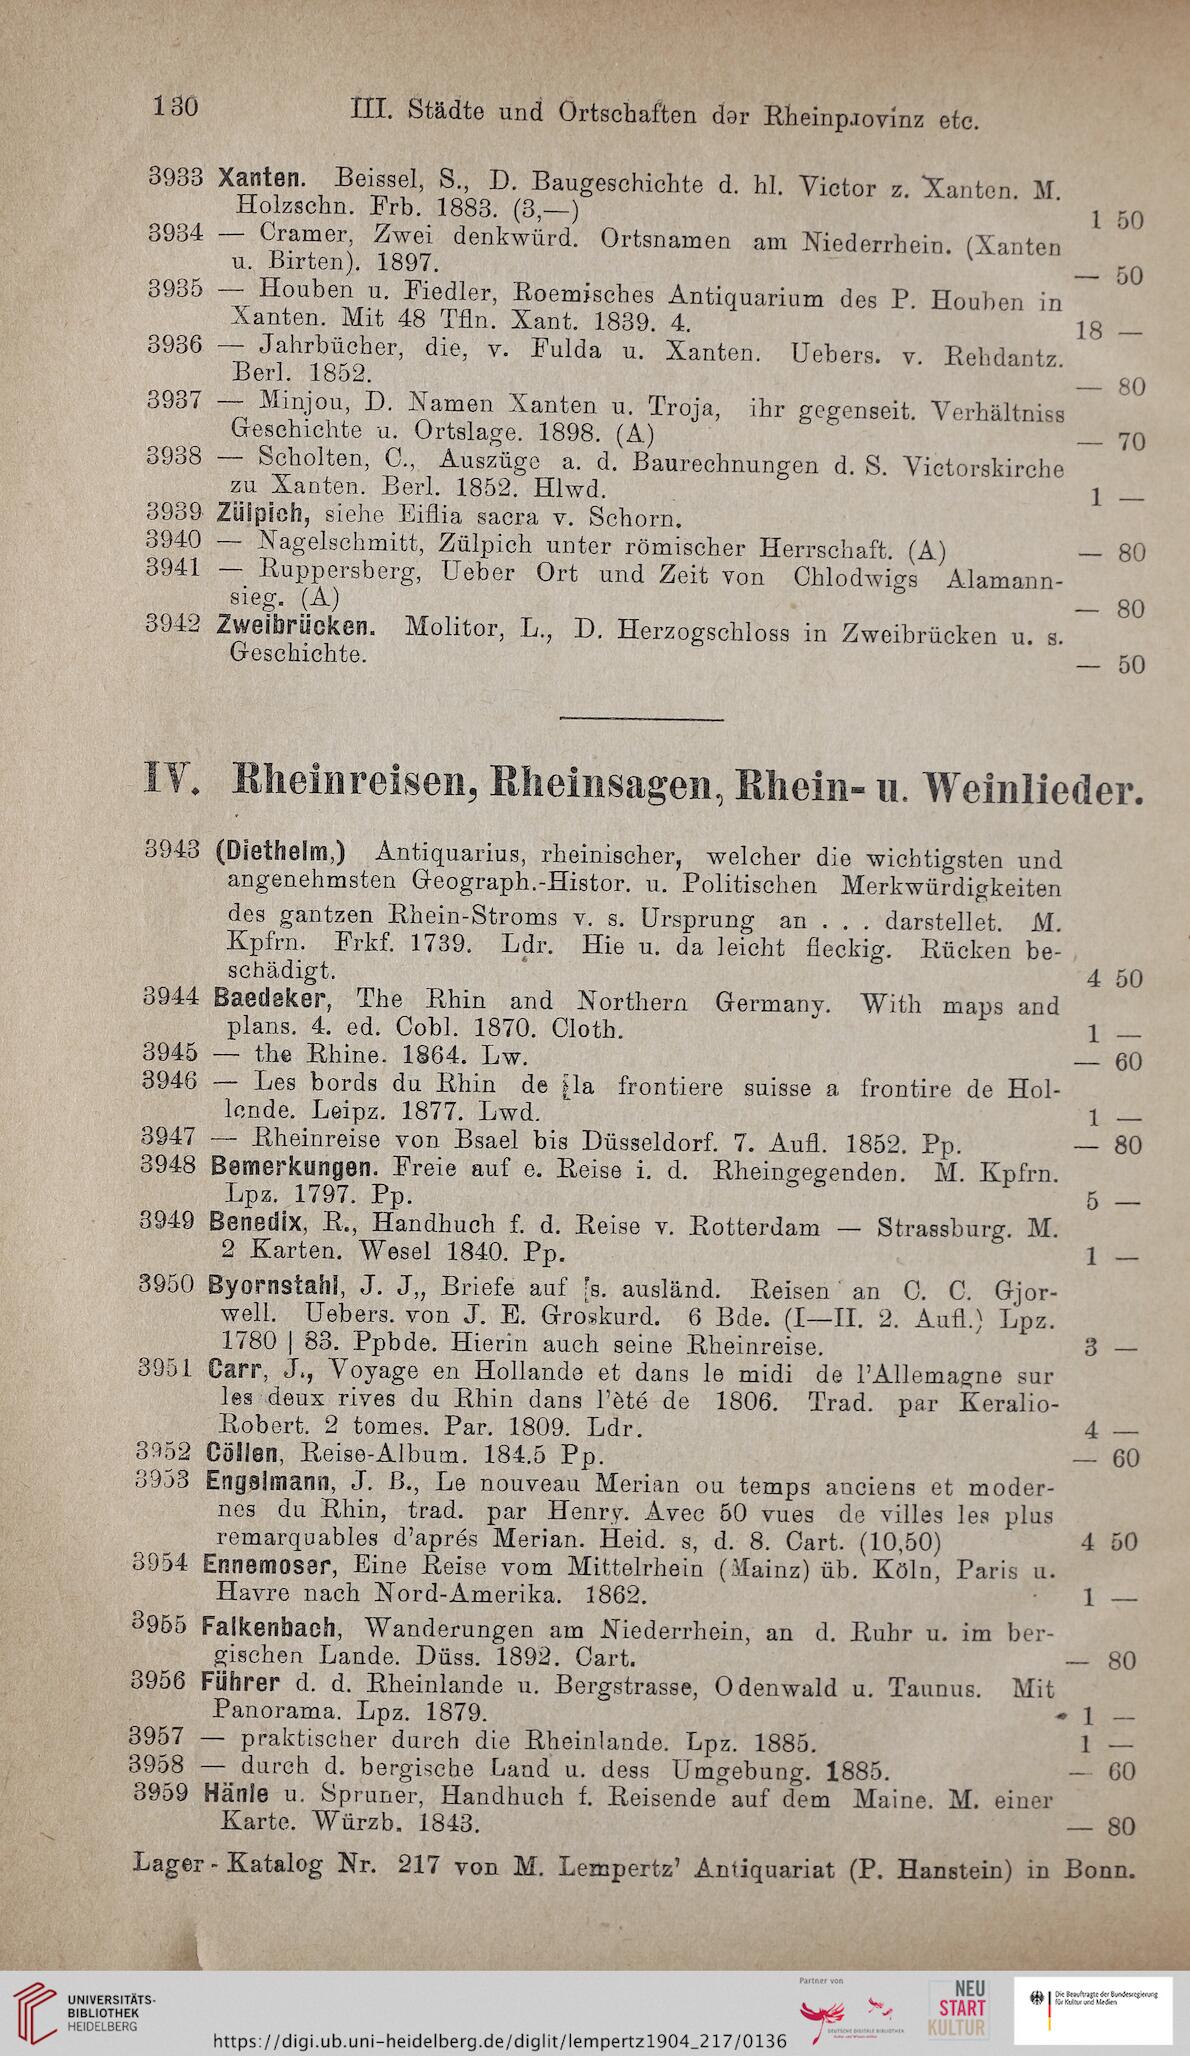 130 III. Städte und Ortschaften der Rheinprovinz etc.
3933 Xanten. Beissel, S., D. Baugeschichte d. hl. Victor z. Xanten. M.
Holzschn. Frb. 1883. (3,—) 1 50
3934 — Cramer, Zwei denkwürd. Ortsnamen am Niederrhein. (Xanten
u. Birten). 1897. — 50
3935 — Houben u. Fiedler, Roemisches Antiquarium des P. Houben in
Xanten. Mit 48 Tfln. Xant. 1839. 4. 18 —
3936 — Jahrbücher, die, v. Fulda u. Xanten. Uebers. v. Rehdantz.
Berl. 1852. — 80
3937 — Minjou, D. Namen Xanten u. Troja, ihr gegenseit. Verhältniss
Geschichte u. Ortslage. 1898. (A) — 70
3938 — Scholten, C., Auszüge a. d. Baurechnungen d. S. Victorskirche
zu Xanten. Berl. 1852. Hlwd. 1 —
3939 Zülpich, siehe Eiflia sacra v. Schorn.
3940 — Nagelschmitt, Zülpich unter römischer Herrschaft. (A) — 80
3941 — Ruppersberg, Ueber Ort und Zeit von Chlodwigs Alamann-
sieg. (A) — 80
3942 Zweibrücken. Molitor, L., D. Herzogschloss in Zweibrücken u. s.
Geschichte. — 50
IV. Rheinreisen, Rheinsagen, Rhein- u. Weinlieder.
3943 (Diethelm,) Antiquarius, rheinischer, welcher die wichtigsten und
angenehmsten Geograph.-Histor. u. Politischen Merkwürdigkeiten
des gantzen Rhein-Stroms v. s. Ursprung an . . . darstellet. M.
Kpfrn. Frkf. 1739. Ldr. Hie u. da leicht fleckig. Rücken be-
schädigt. 4 50
3944 Baedeker, The Rhin and Northern Germany. With maps and
plans. 4. ed. Cobl. 1870. Cloth. 1 —
3945 — the Rhine. 1864. Lw. — 60
3946 — Les bords du Rhin de la frontiere suisse a frontire de Hol-
lende. Leipz. 1877. Lwd. 1 —
3947 — Rheinreise von Bsael bis Düsseldorf. 7. Aufl. 1852. Pp. — 80
3948 Bemerkungen. Freie auf e. Reise i. d. Rheingegenden. M. Kpfrn.
Lpz. 1797. Pp. 5 —
3949 Benedix, R., Handbuch f. d. Reise v. Rotterdam — Strassburg. M.
2 Karten. Wesel 1840. Pp. 1 —
3950 Byornstahl, J. J,, Briefe auf s. ausländ. Reisen an C. C. Gjor-
well. Uebers. von J. E. Groskurd. 6 Bde. (I—II. 2. Aufl.) Lpz.
1780 | 83. Ppbde. Hierin auch seine Rheinreise. 3 —
3951 Carr, J., Voyage en Hollande et dans le midi de l'Allemagne sur
les deux rives du Rhin dans l'èté de 1806. Trad. par Keralio-
Robert. 2 tomes. Par. 1809. Ldr. 4 —
3952 Cöllen, Reise-Album. 184.5 Pp. — 60
3953 Engelmann, J. B., Le nouveau Merian ou temps anciens et moder-
nes du Rhin, trad. par Henry. Avec 50 vues de villes les plus
remarquables d'aprés Merian. Heid. s, d. 8. Cart. (10,50) 4 50
3954 Ennemoser, Eine Reise vom Mittelrhein (Mainz) üb. Köln, Paris u.
Havre nach Nord-Amerika. 1862. 1 —
3955 Falkenbach, Wanderungen am Niederrhein, an d. Ruhr u. im ber-
gischen Lande. Düss. 1892. Cart. — 80
3956 Führer d. d. Rheinlande u. Bergstrasse, Odenwald u. Taunus. Mit
Panorama. Lpz. 1879. 1 —
3957 — praktischer durch die Rheinlande. Lpz. 1885. 1 —
3958 — durch d. bergische Land u. dess Umgebung. 1885. — 60
3959 Hänle u. Spruner, Handbuch f. Reisende auf dem Maine. M. einer
Karte. Würzb. 1843. — 80
Lager-Katalog Nr. 217 von M. Lempertz' Antiquariat (P. Hanstein) in Bonn.
UNIVERSITÄTS-
BIBLIOTHEK
HEIDELBERG
https://digi.ub.uni-heidelberg.de/diglit/lempertz1904_217/0136
Partner von
DEUTSCHE DIGITALE BIBLIOTHEK
Kultur und Wissen online
NEU
START
KULTUR
Die Beauftragte der Bundesregierung
für Kultur und Medien